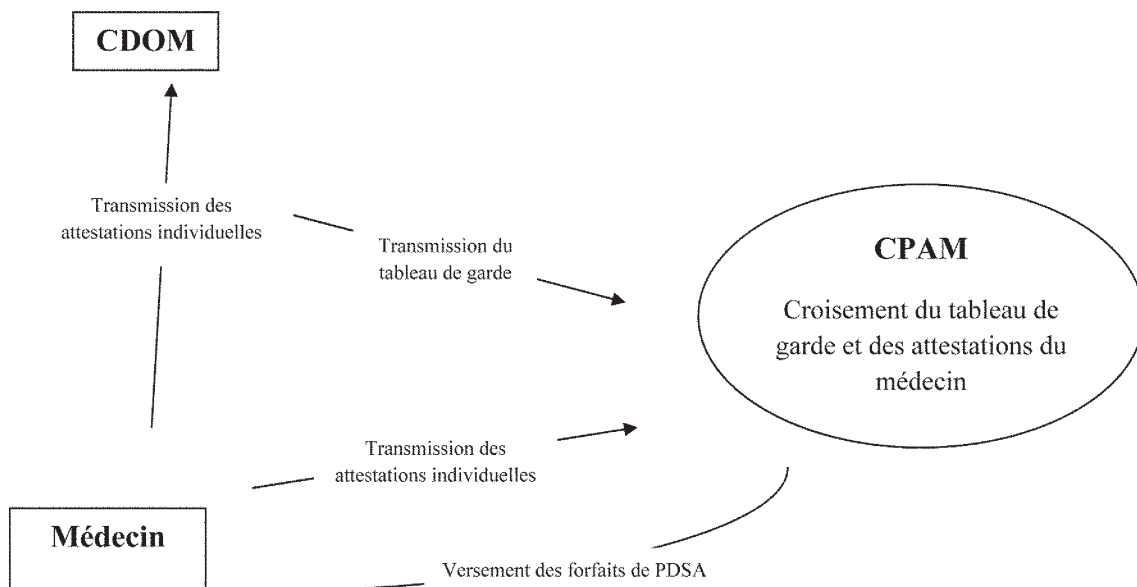 CDOM
Transmission des
attestations individuelles
Transmission du
tableau de garde
CPAM
Croisement du tableau de
garde et des attestations du
médecin
Transmission des
attestations individuelles
Médecin
Versement des forfaits de PDSA